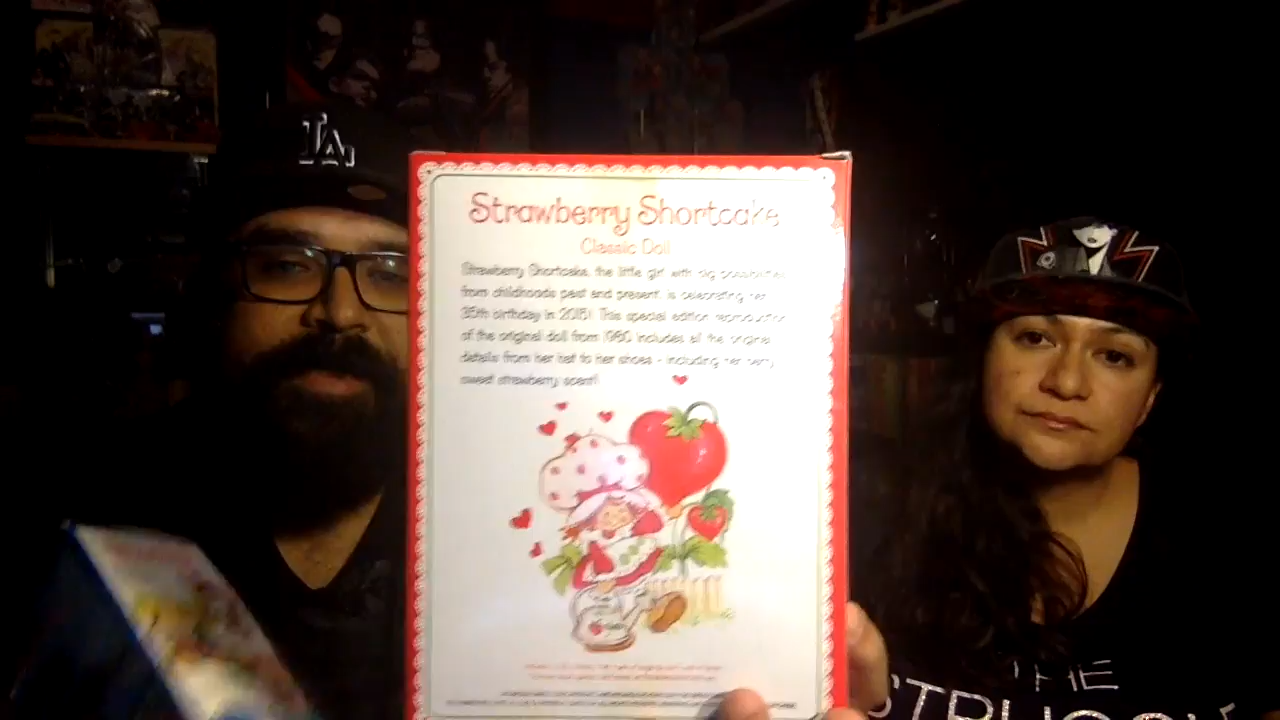 LA
Strawberry Shortcake
Classic Doll
Strawberry Shortcake, the little girl with big possibilities
from childhoods past and present, is celebrating her
35th birthday in 2015! This special edition reproduction
of the original doll from 1980 includes all the original
details from her hat to her shoes - including her berry
sweet strawberry scent!
THE